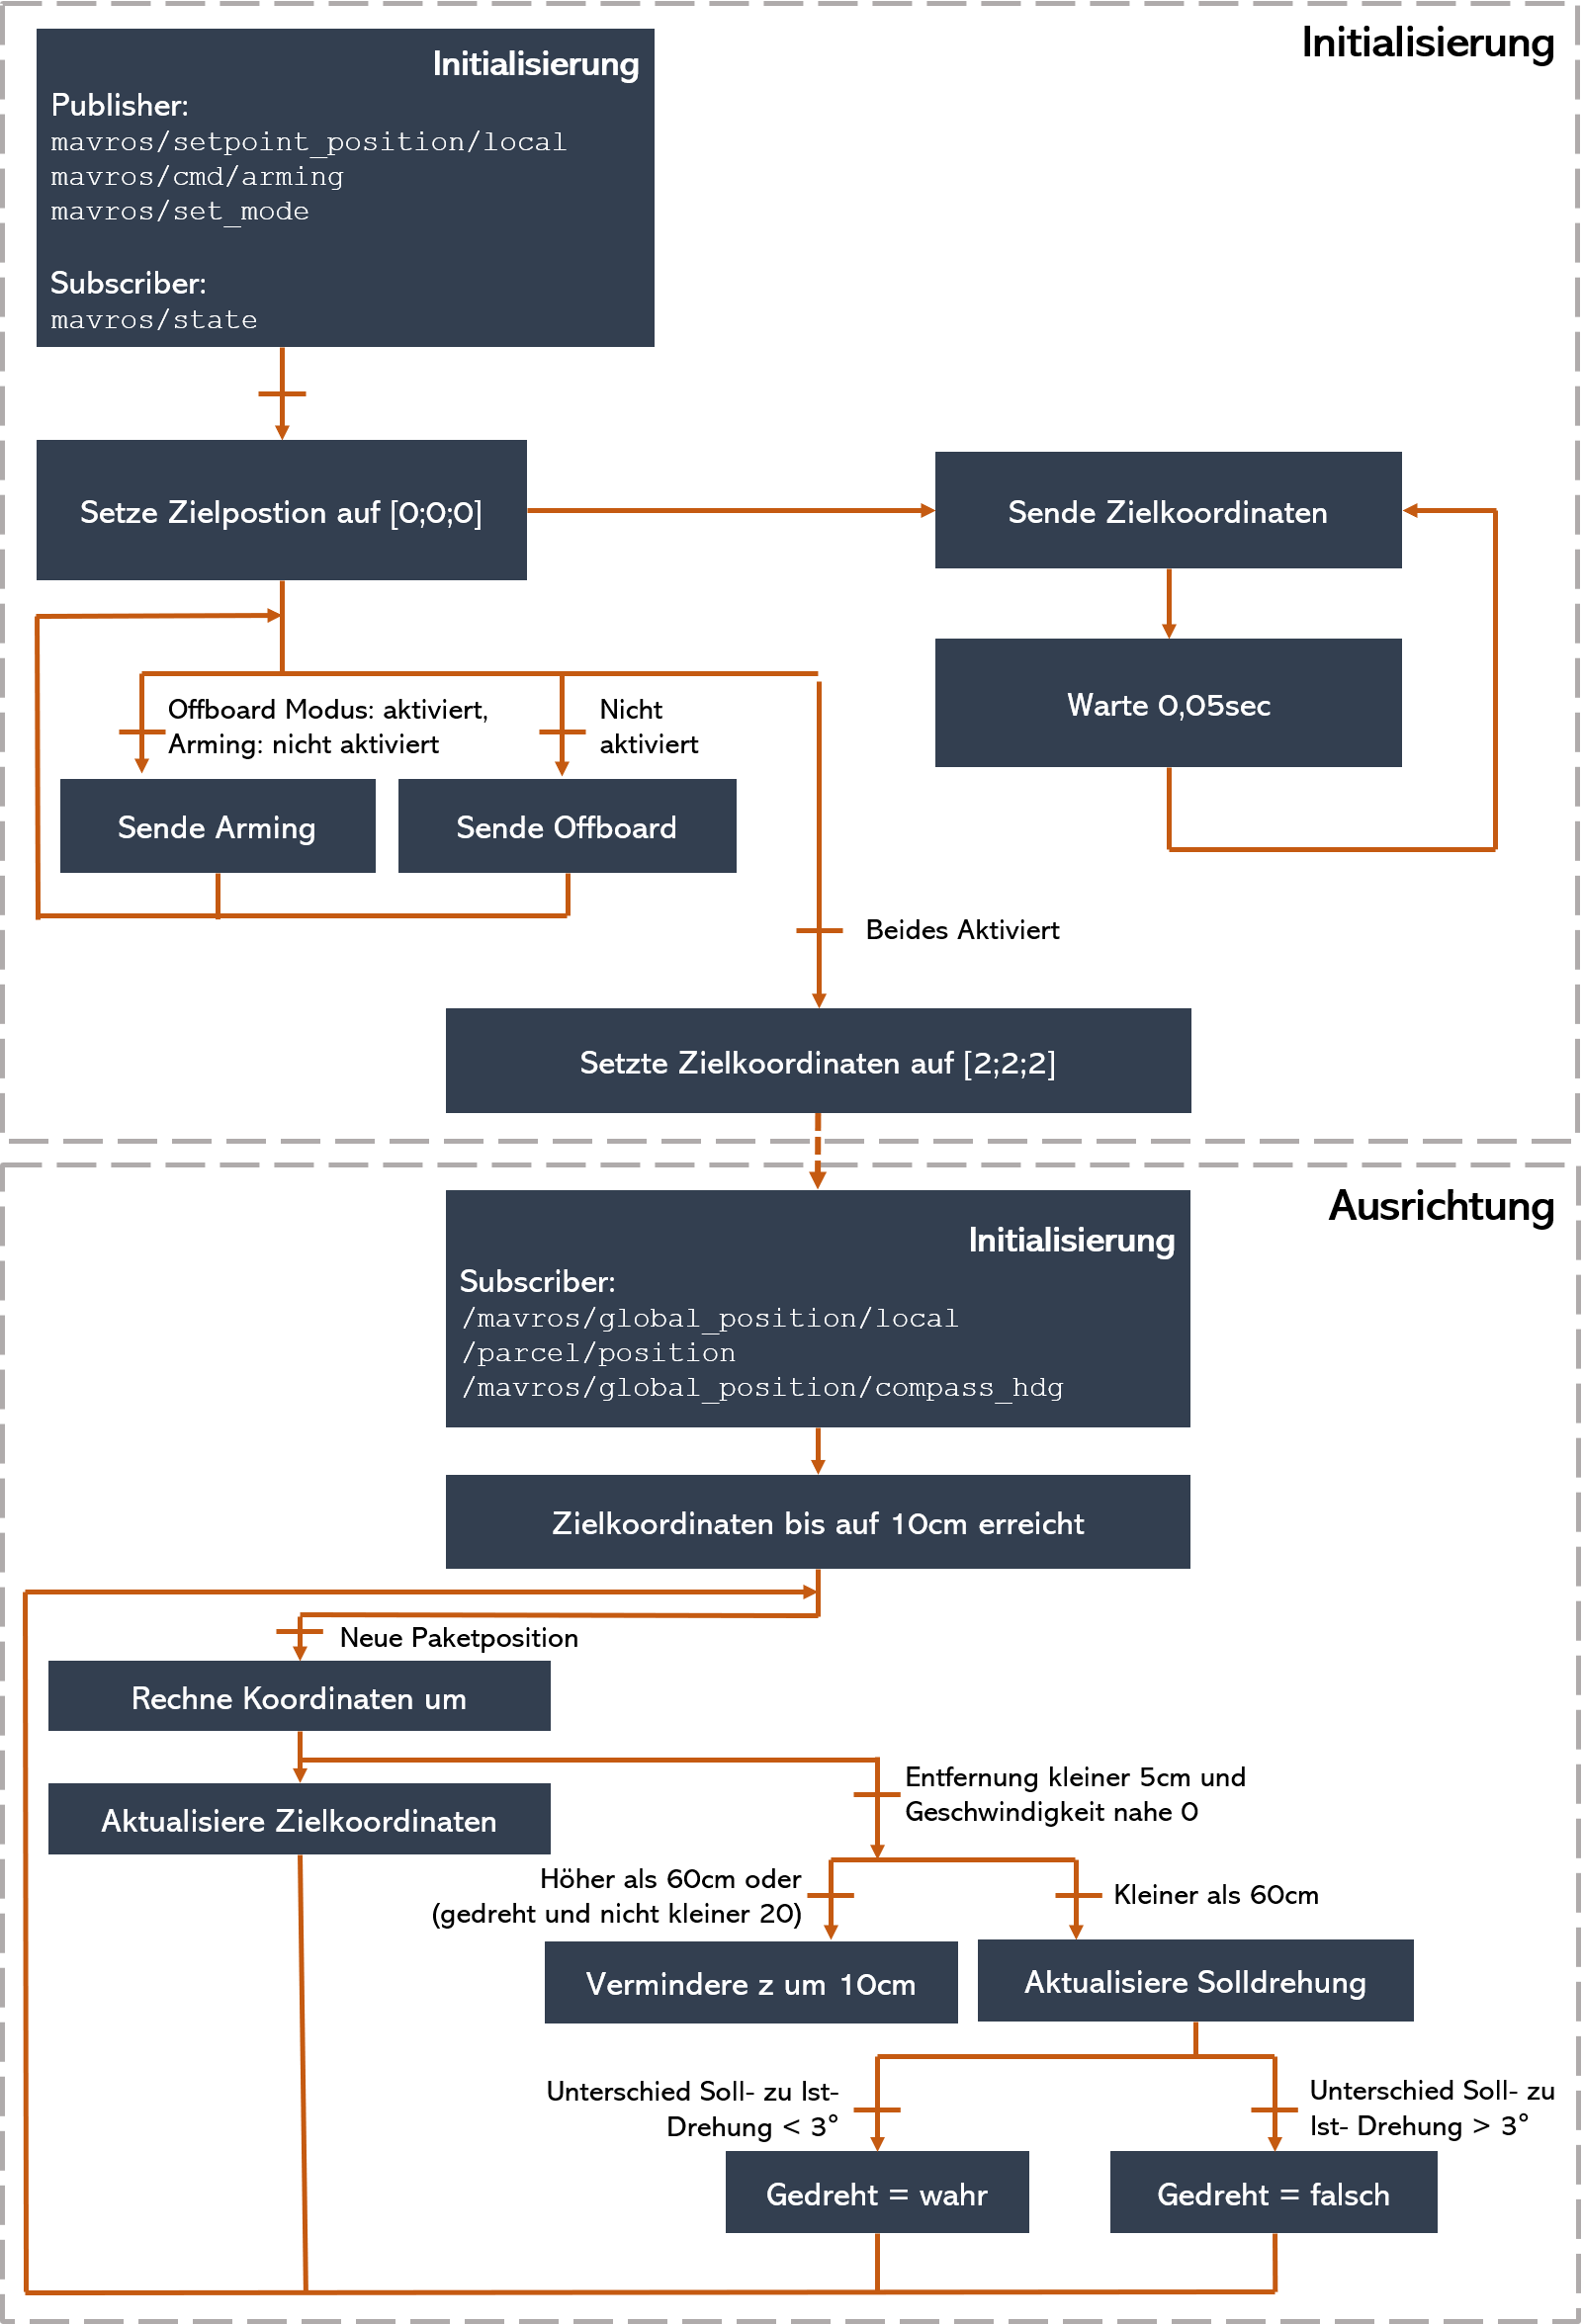 Initialisierung
Initialisierung
Publisher:
mavros/setpoint_position/local
mavros/cmd/arming
mavros/set_mode
Subscriber:
mavros/state
Setze Zielpostion auf [0;0;0]
Sende Zielkoordinaten
Warte 0,05sec
Offboard Modus: aktiviert,
Arming: nicht aktiviert
Nicht
aktiviert
Sende Arming
Sende Offboard
Beides Aktiviert
Setzte Zielkoordinaten auf [2;2;2]
Ausrichtung
Initialisierung
Subscriber:
/mavros/global_position/local
/parcel/position
/mavros/global_position/compass_hdg
Zielkoordinaten bis auf 10cm erreicht
Neue Paketposition
Rechne Koordinaten um
Aktualisiere Zielkoordinaten
Entfernung kleiner 5cm und
Geschwindigkeit nahe 0
Höher als 60cm oder
(gedreht und nicht kleiner 20)
Kleiner als 60cm
Vermindere z um 10cm
Aktualisiere Solldrehung
Unterschied Soll- zu Ist-
Drehung < 3°
Unterschied Soll- zu
Ist- Drehung > 3°
Gedreht = wahr
Gedreht = falsch